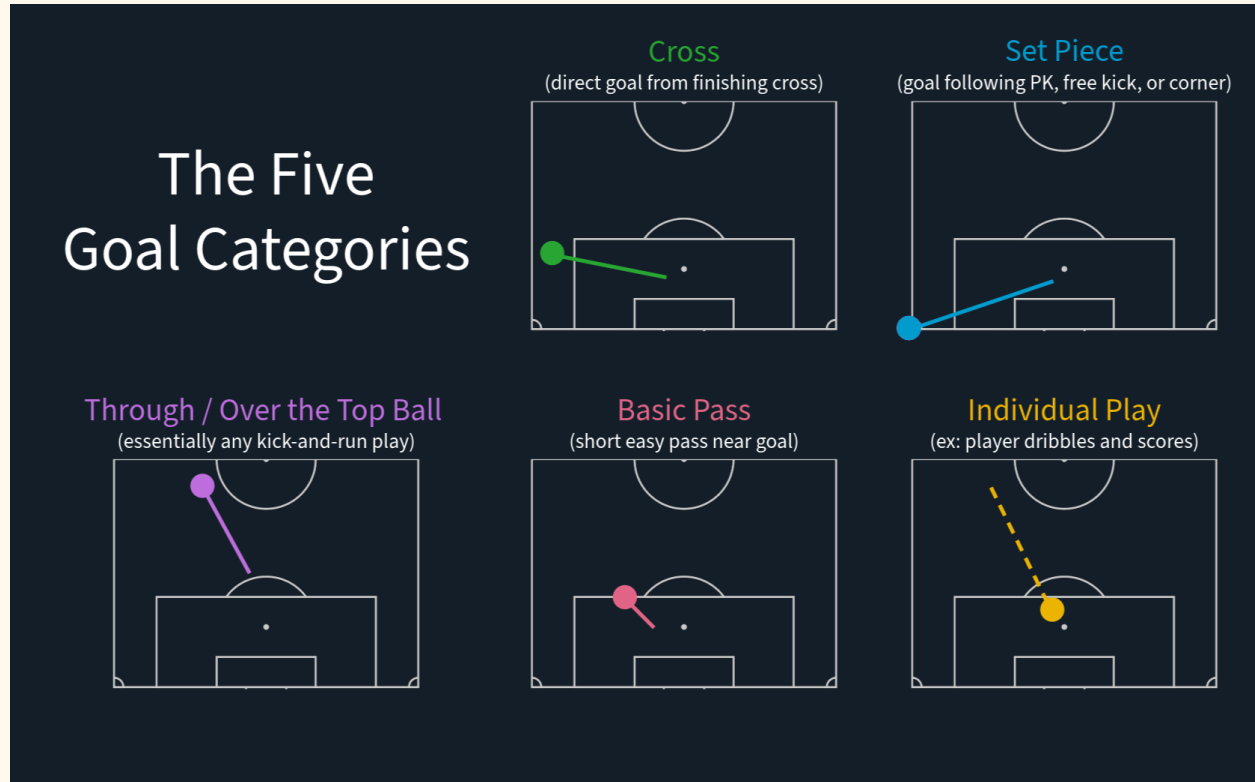 The Five
Goal Categories
Cross
(direct goal from finishing cross)
Set Piece
(goal following PK, free kick, or corner)
Through / Over the Top Ball
(essentially any kick-and-run play)
Basic Pass
(short easy pass near goal)
Individual Play
(ex: player dribbles and scores)